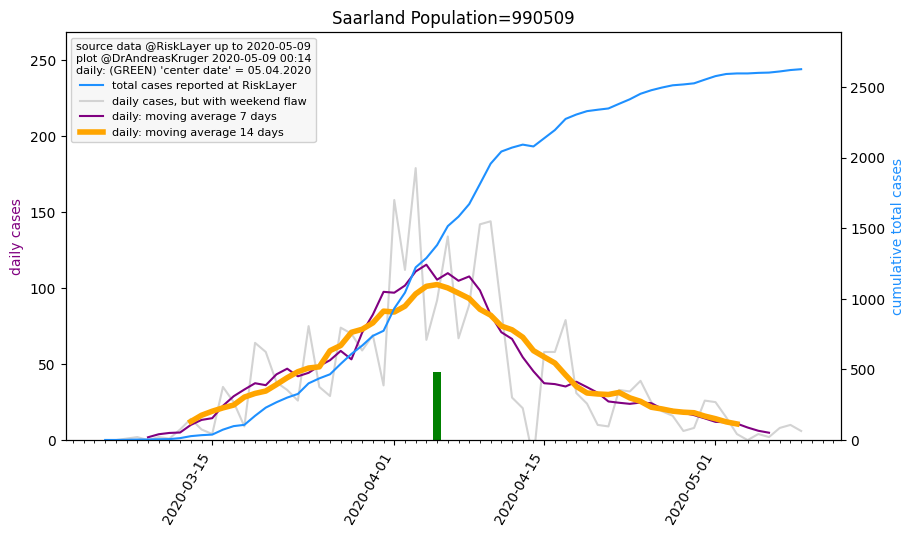 Saarland Population=990509
source data @RiskLayer up to 2020-05-09
plot @DrAndreasKruger 2020-05-09 00:14
daily: (GREEN) 'center date' = 05.04.2020
total cases reported at RiskLayer
daily cases, but with weekend flaw
daily: moving average 7 days
daily: moving average 14 days
daily cases
250
200
150
100
50
0
cumulative total cases
2500
2000
1500
1000
500
0
2020-03-15
2020-04-01
2020-04-15
2020-05-01